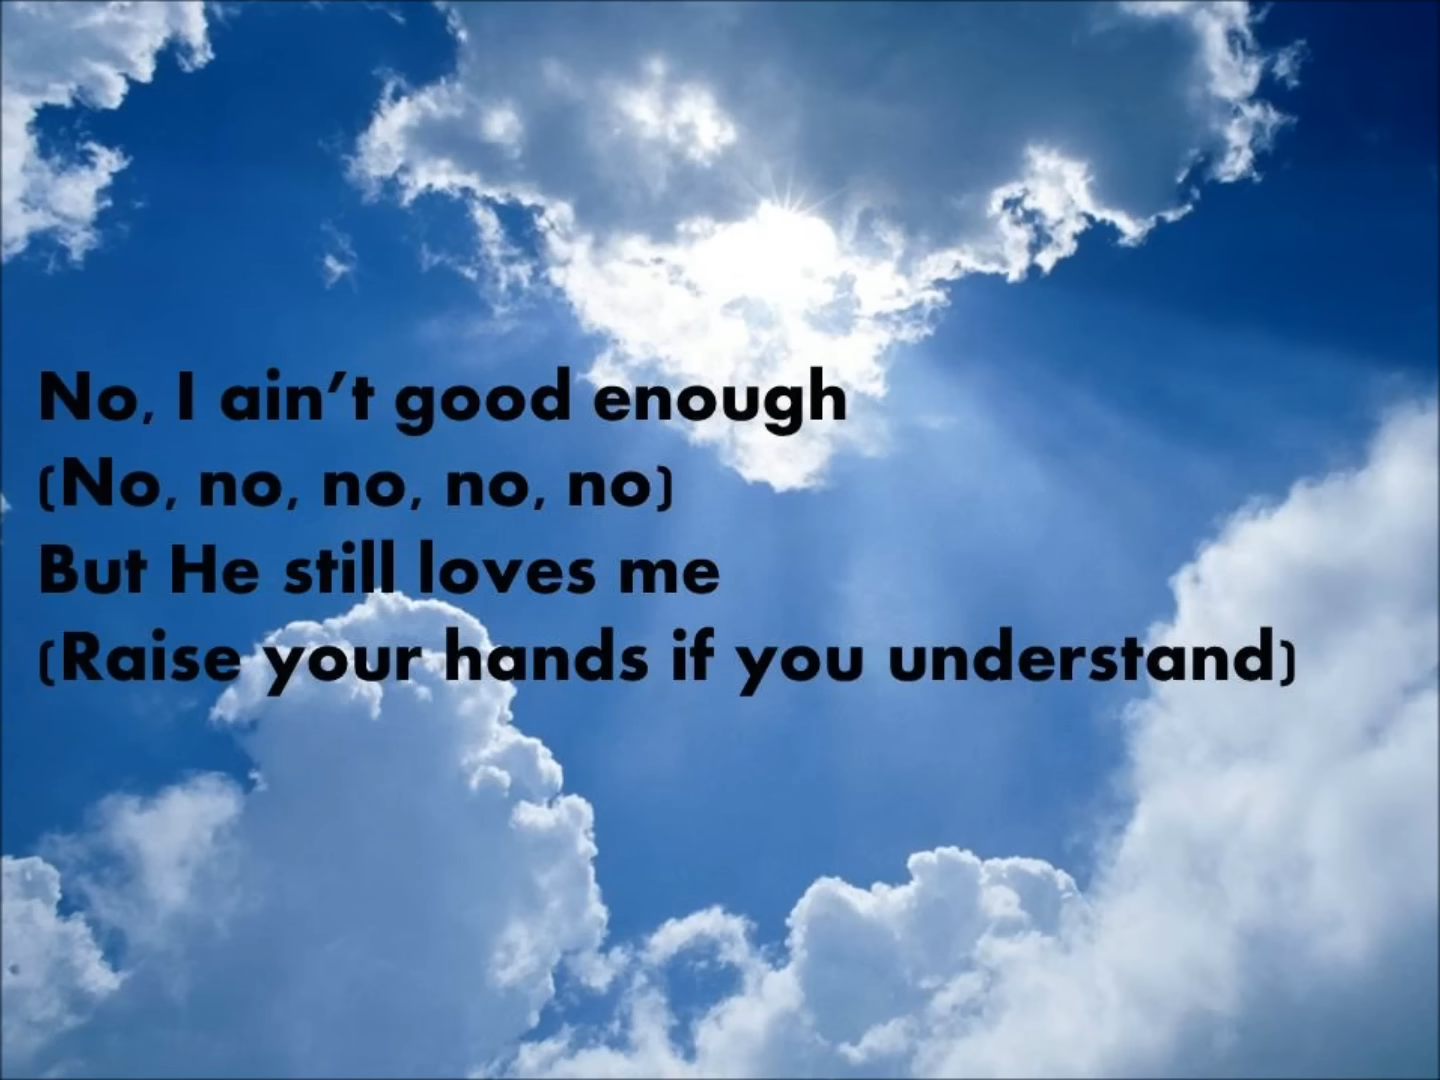 No, I ain’t good enough
(No, no, no, no, no)
But He still loves me
(Raise your hands if you understand)